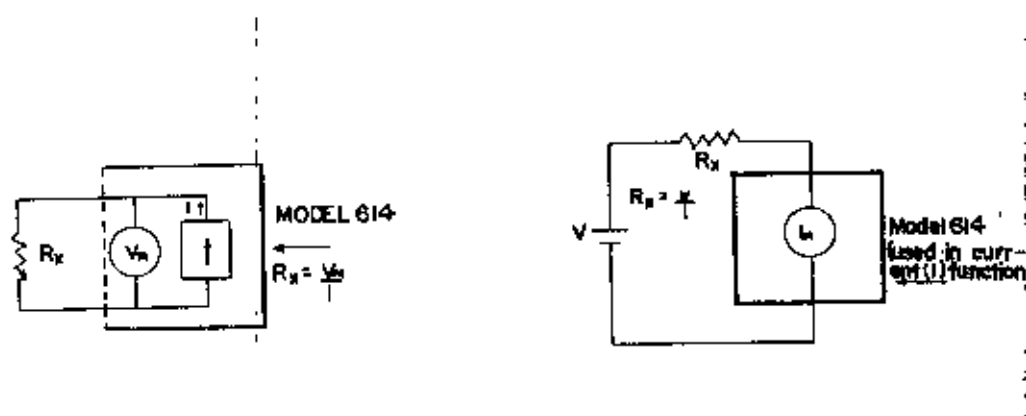 I ↑
MODEL 614
Rx
VM
↑
Rx = VM
I
Rx
Rx = V
I
V
IM
Model 614
(used in curr-
ent (I) function